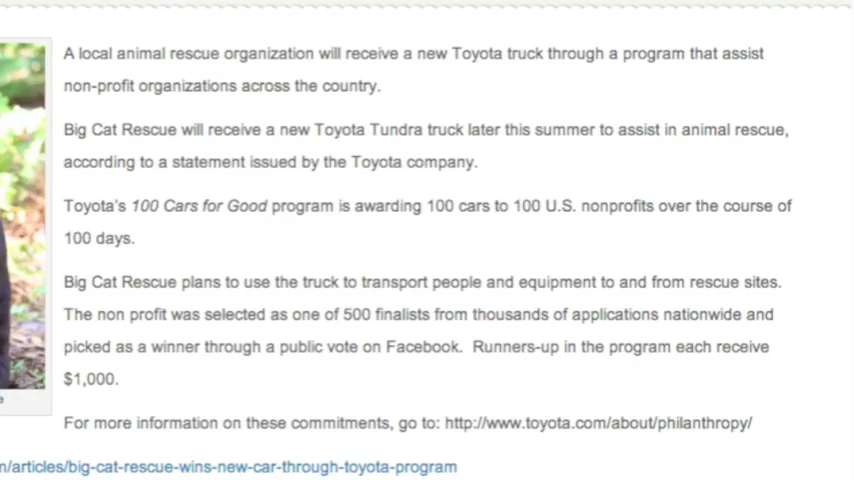 A local animal rescue organization will receive a new Toyota truck through a program that assist
non-profit organizations across the country.
Big Cat Rescue will receive a new Toyota Tundra truck later this summer to assist in animal rescue,
according to a statement issued by the Toyota company.
Toyota's 100 Cars for Good program is awarding 100 cars to 100 U.S. nonprofits over the course of
100 days.
Big Cat Rescue plans to use the truck to transport people and equipment to and from rescue sites.
The non profit was selected as one of 500 finalists from thousands of applications nationwide and
picked as a winner through a public vote on Facebook.  Runners-up in the program each receive
$1,000.
e
For more information on these commitments, go to: http://www.toyota.com/about/philanthropy/
m/articles/big-cat-rescue-wins-new-car-through-toyota-program